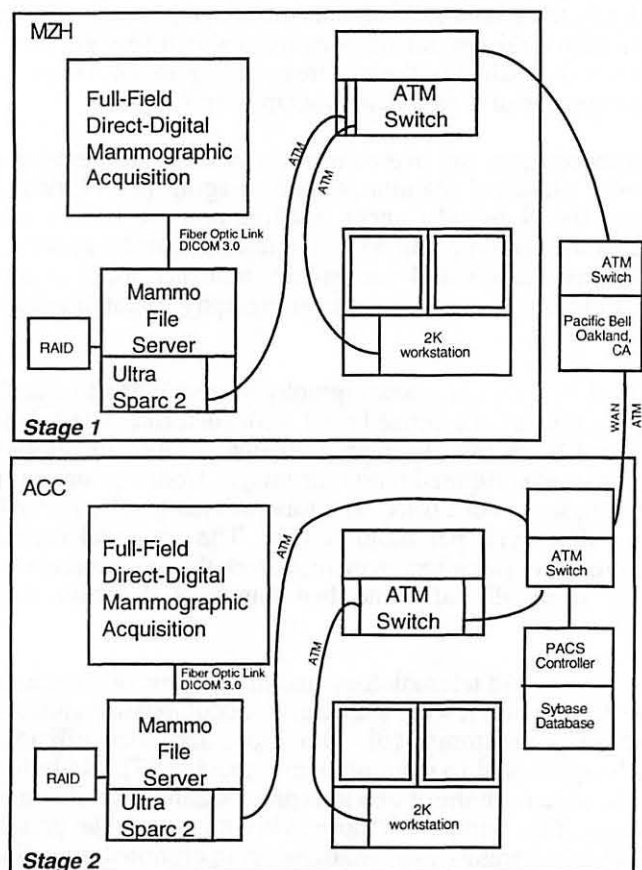 MZH
Full-Field
Direct-Digital
Mammographic
Acquisition
Fiber Optic Link
DICOM 3.0
Mammo
File
Server
RAID
Ultra
Sparc 2
Stage 1
ATM
Switch
ATM
ATM
2K
workstation
ATM
Switch
Pacific Bell
Oakland,
CA
WAN
ATM
ACC
Full-Field
Direct-Digital
Mammographic
Acquisition
Fiber Optic Link
DICOM 3.0
Mammo
File
Server
RAID
Ultra
Sparc 2
Stage 2
ATM
ATM
Switch
ATM
2K
workstation
ATM
Switch
PACS
Controller
Sybase
Database